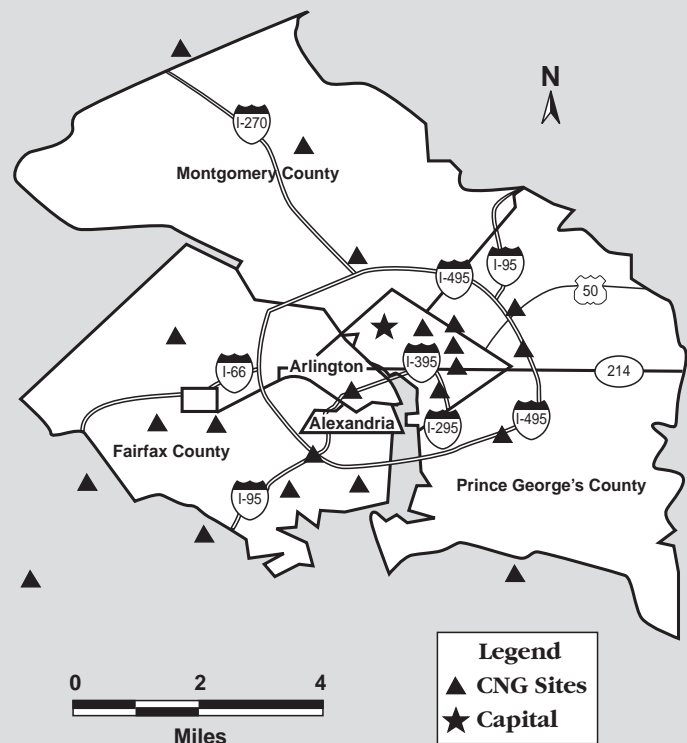 N
I-270
Montgomery County
I-95
I-495
50
I-66
Arlington
I-395
214
Alexandria
I-295
I-495
Fairfax County
I-95
Prince George's County
Legend
CNG Sites
Capital
0 2 4
Miles